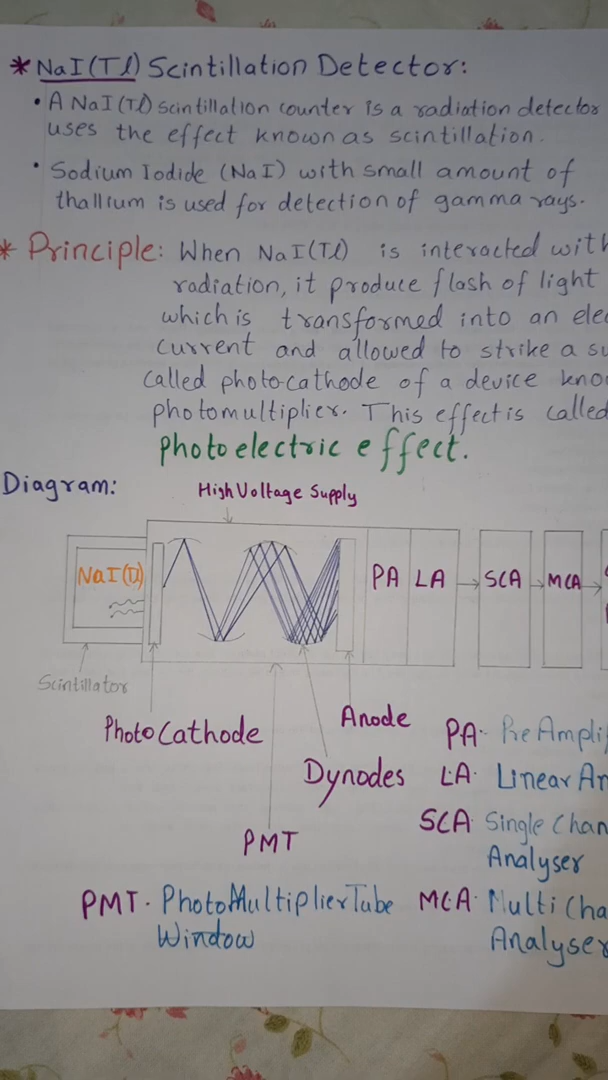 * NaI(Tl) Scintillation Detector:
• A NaI(Tl) scintillation counter is a radiation detector
uses the effect known as scintillation.
• Sodium Iodide (NaI) with small amount of
thallium is used for detection of gamma rays.
* Principle: When NaI(Tl) is interacted with
radiation, it produce flash of light
which is transformed into an elec
current and allowed to strike a su
called photo-cathode of a device kno
photomultiplier. This effect is called
photoelectric effect.
Diagram:
High Voltage Supply
NaI(Tl) PA LA SCA MCA
Scintillator
Photo Cathode
Anode
Dynodes
PMT
PA. Pre Ampli
LA. Linear Am
SCA. Single Chan
Analyser
PMT. PhotoMultiplierTube
Window
MCA. Multi Cha
Analyser